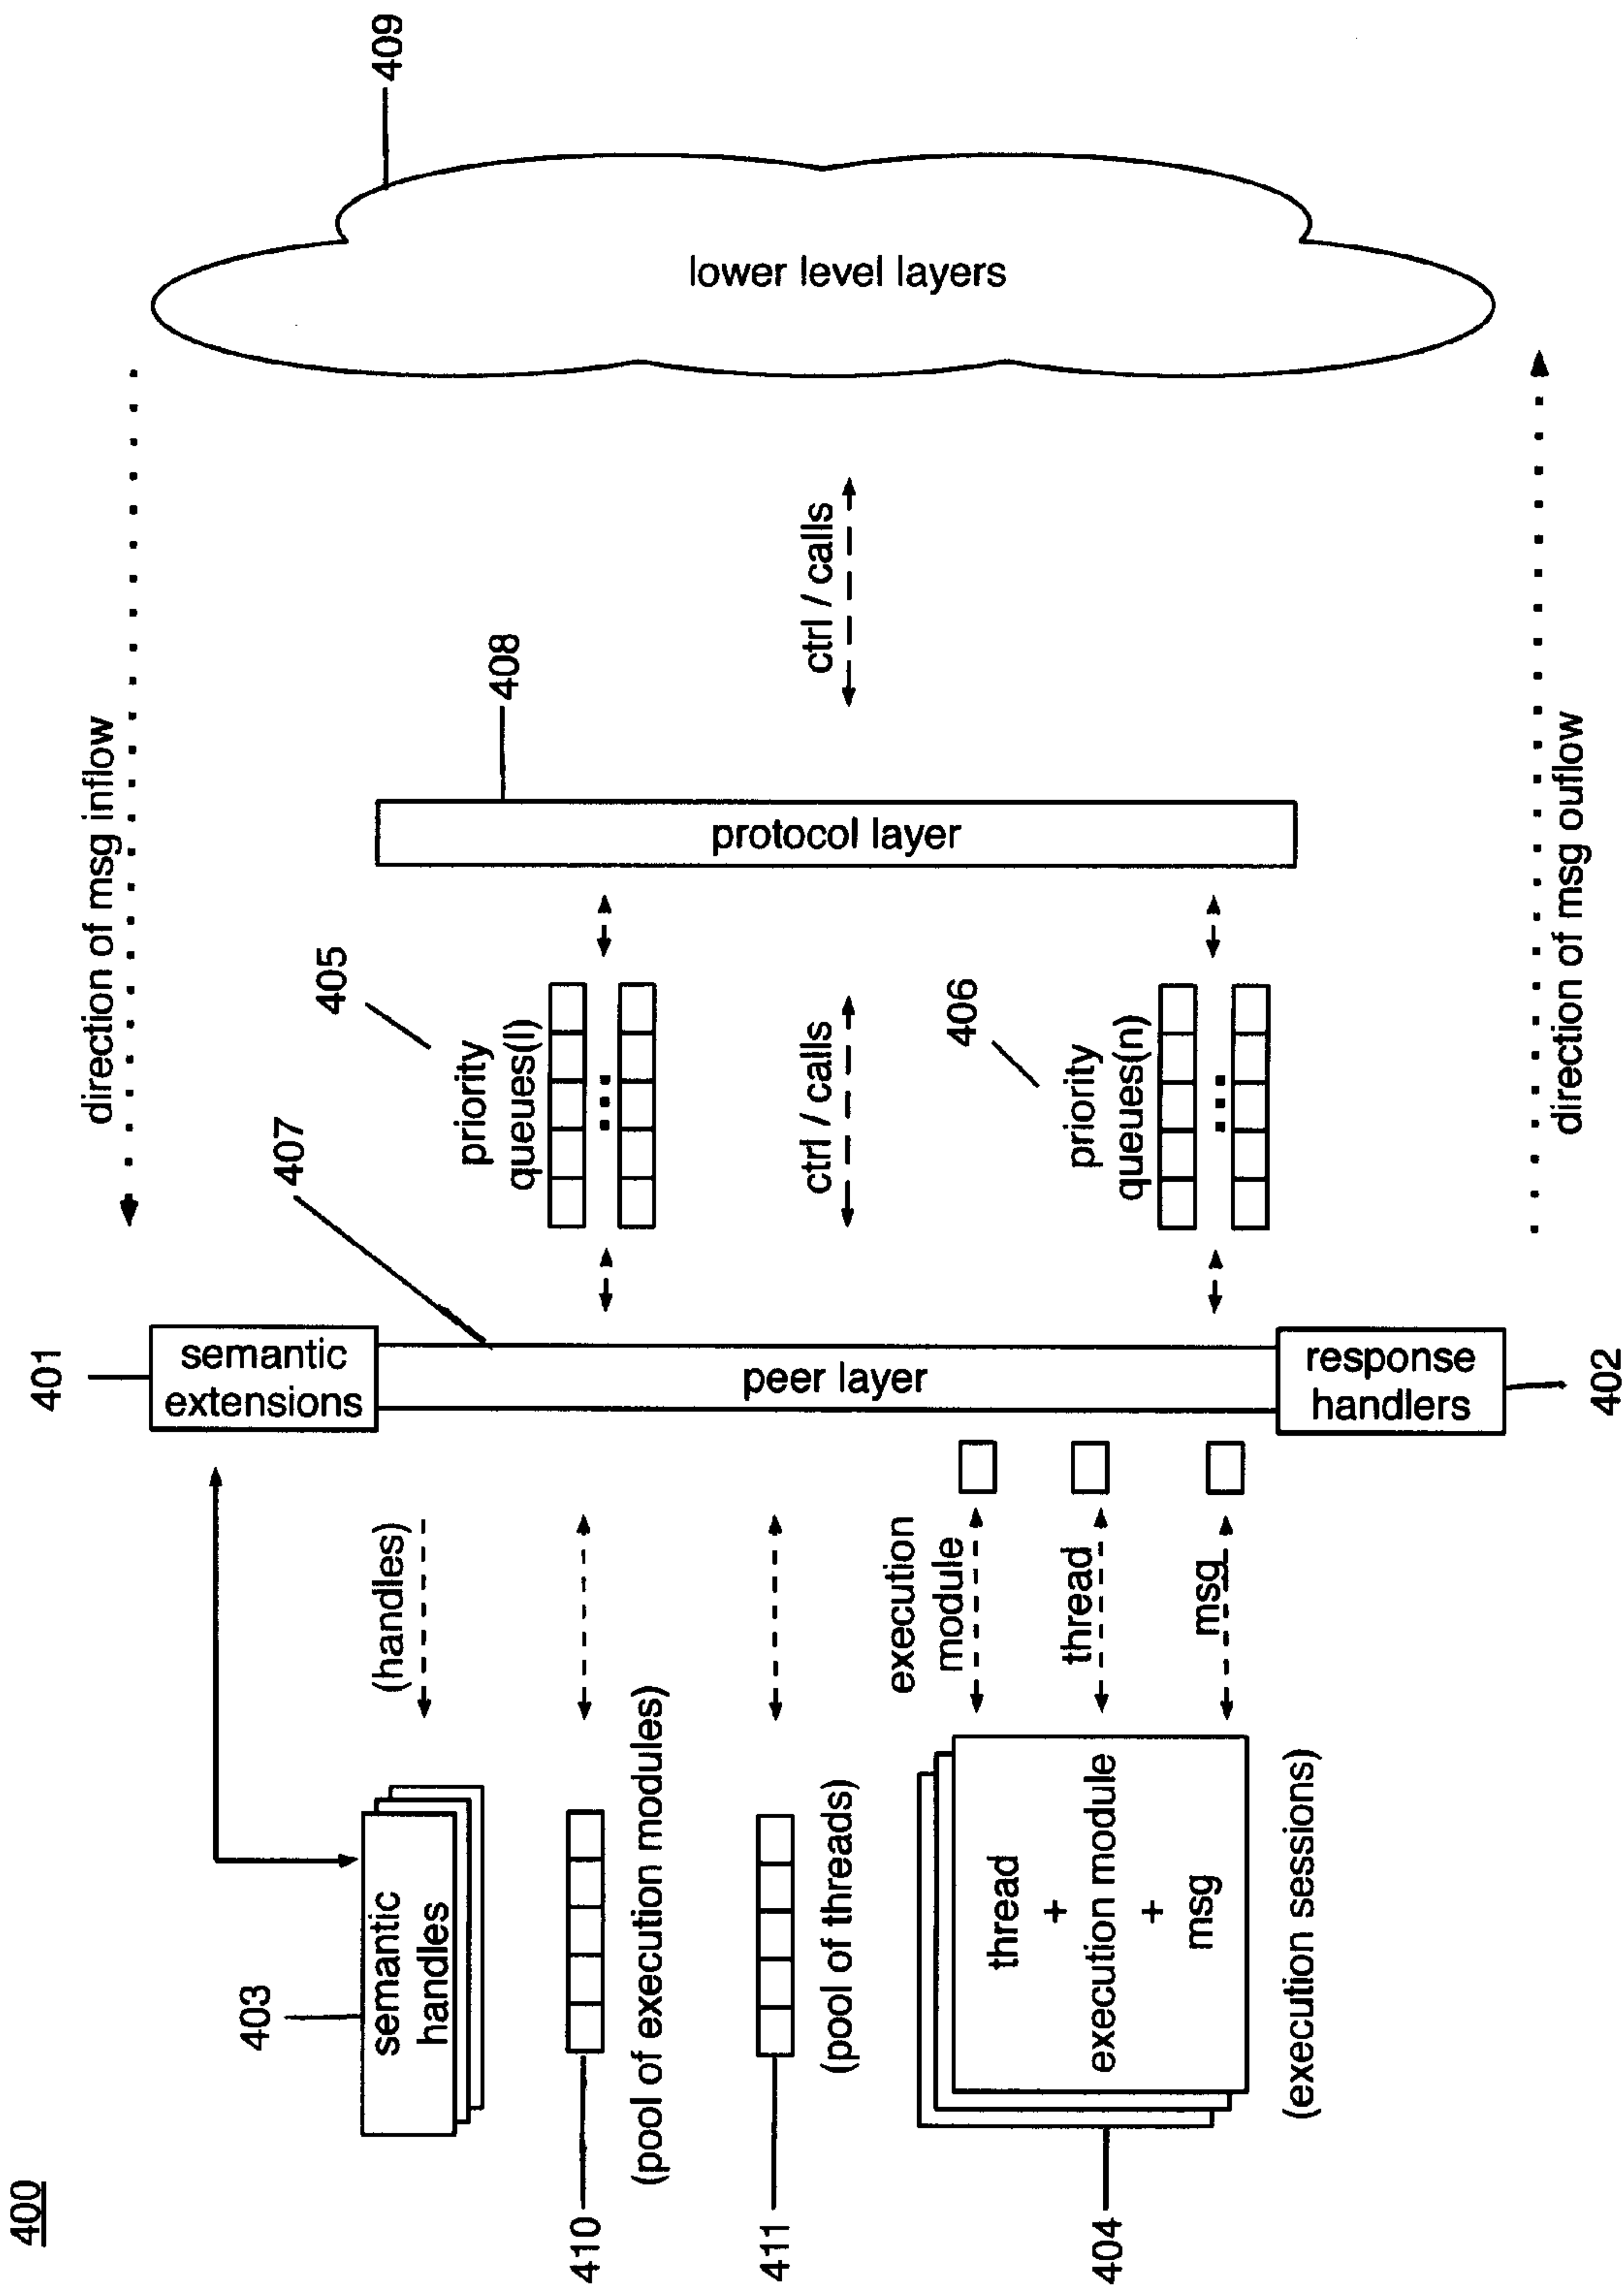 400
403
semantic
handles
410
(pool of execution modules)
411
(pool of threads)
404
thread
+
execution module
+
msg
(execution sessions)
(handles)
execution
module
thread
msg
401
semantic
extensions
407
peer layer
response
handlers
402
direction of msg inflow
405
priority
queues(l)
ctrl / calls
406
priority
queues(n)
direction of msg ouflow
408
protocol layer
ctrl / calls
409
lower level layers